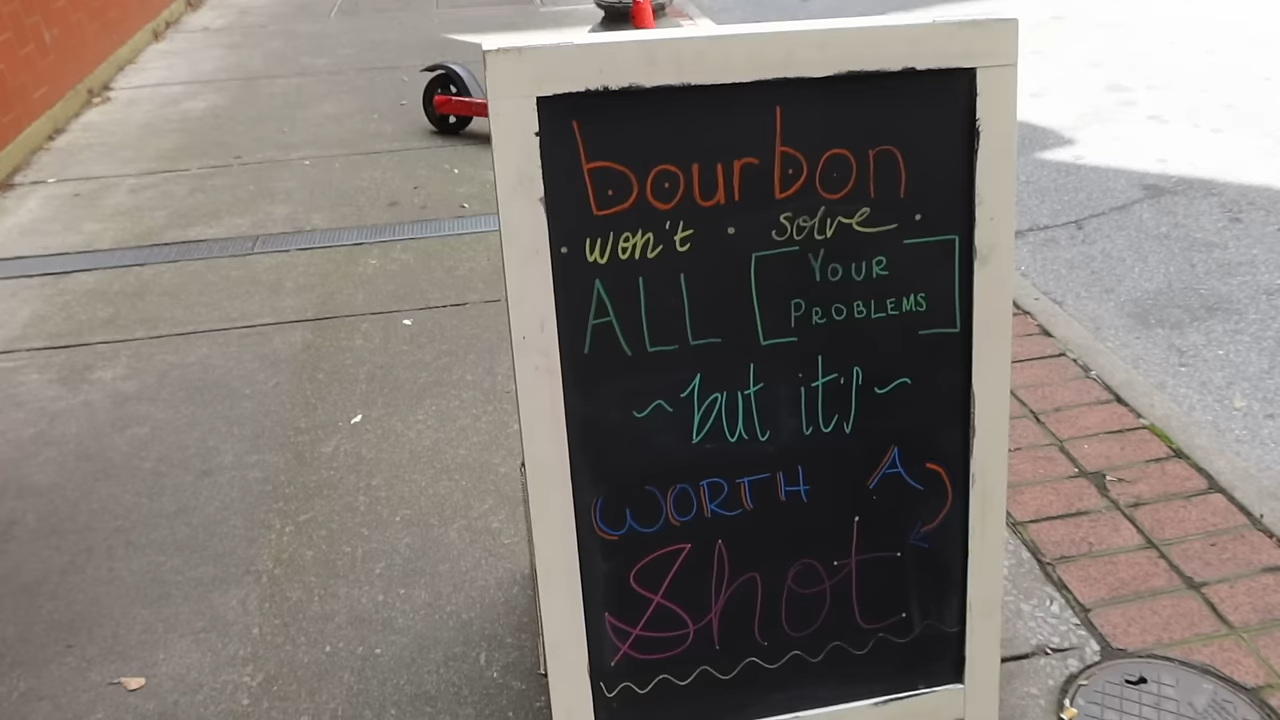 bourbon
won't · solve
ALL [YOUR
PROBLEMS]
~but it's~
WORTH A
Shot